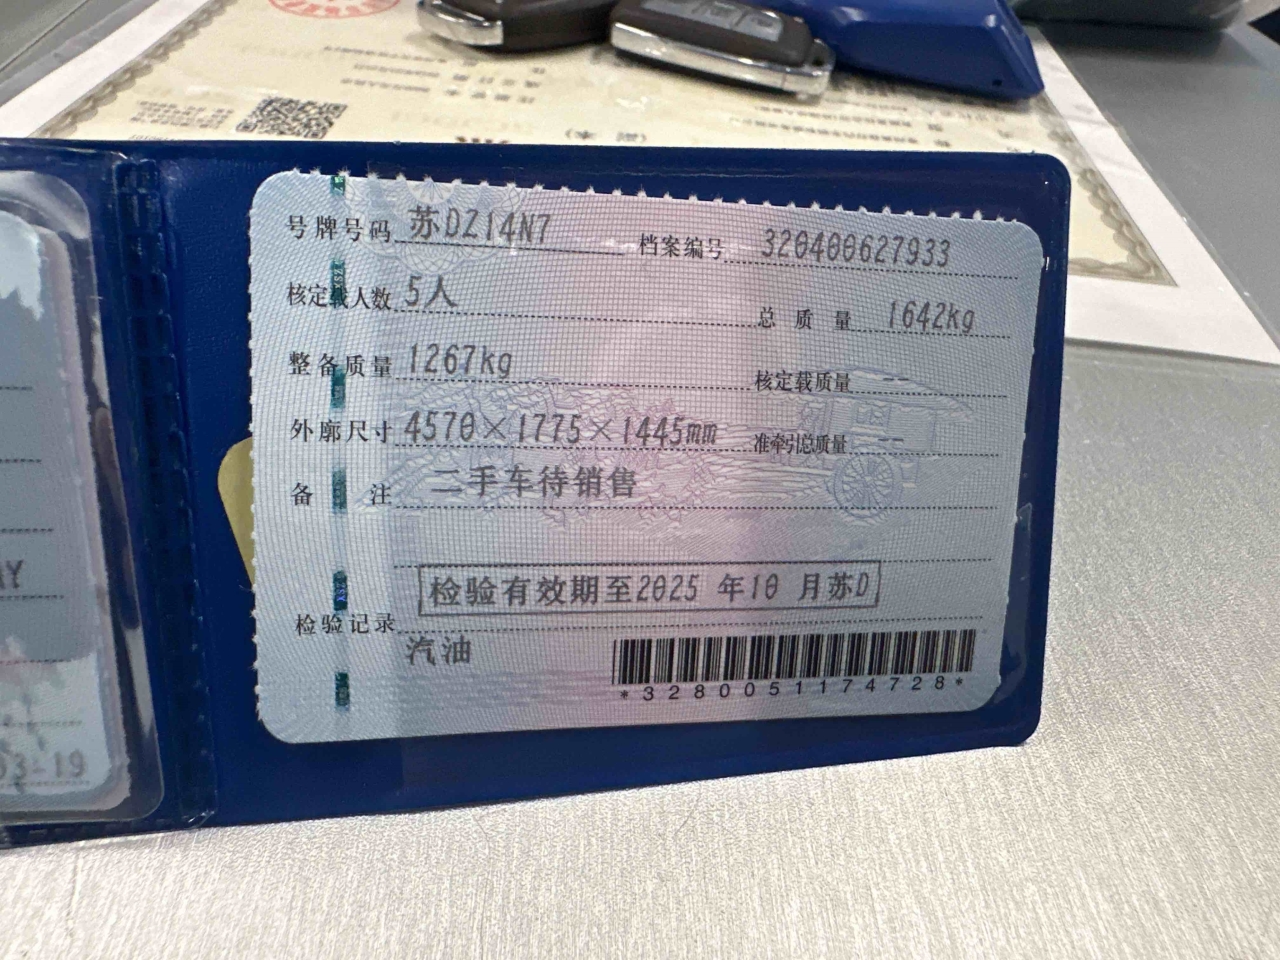 号牌号码 苏DZ14N7 档案编号 320400627933
核定载人数 5人 总质量 1642kg
整备质量 1267kg 核定载质量 --
外廓尺寸 4570×1775×1445mm 准牵引总质量 --
备注 二手车待销售
检验有效期至2025 年10 月苏D
检验记录
汽油
*3280051174728*
AY
03-19